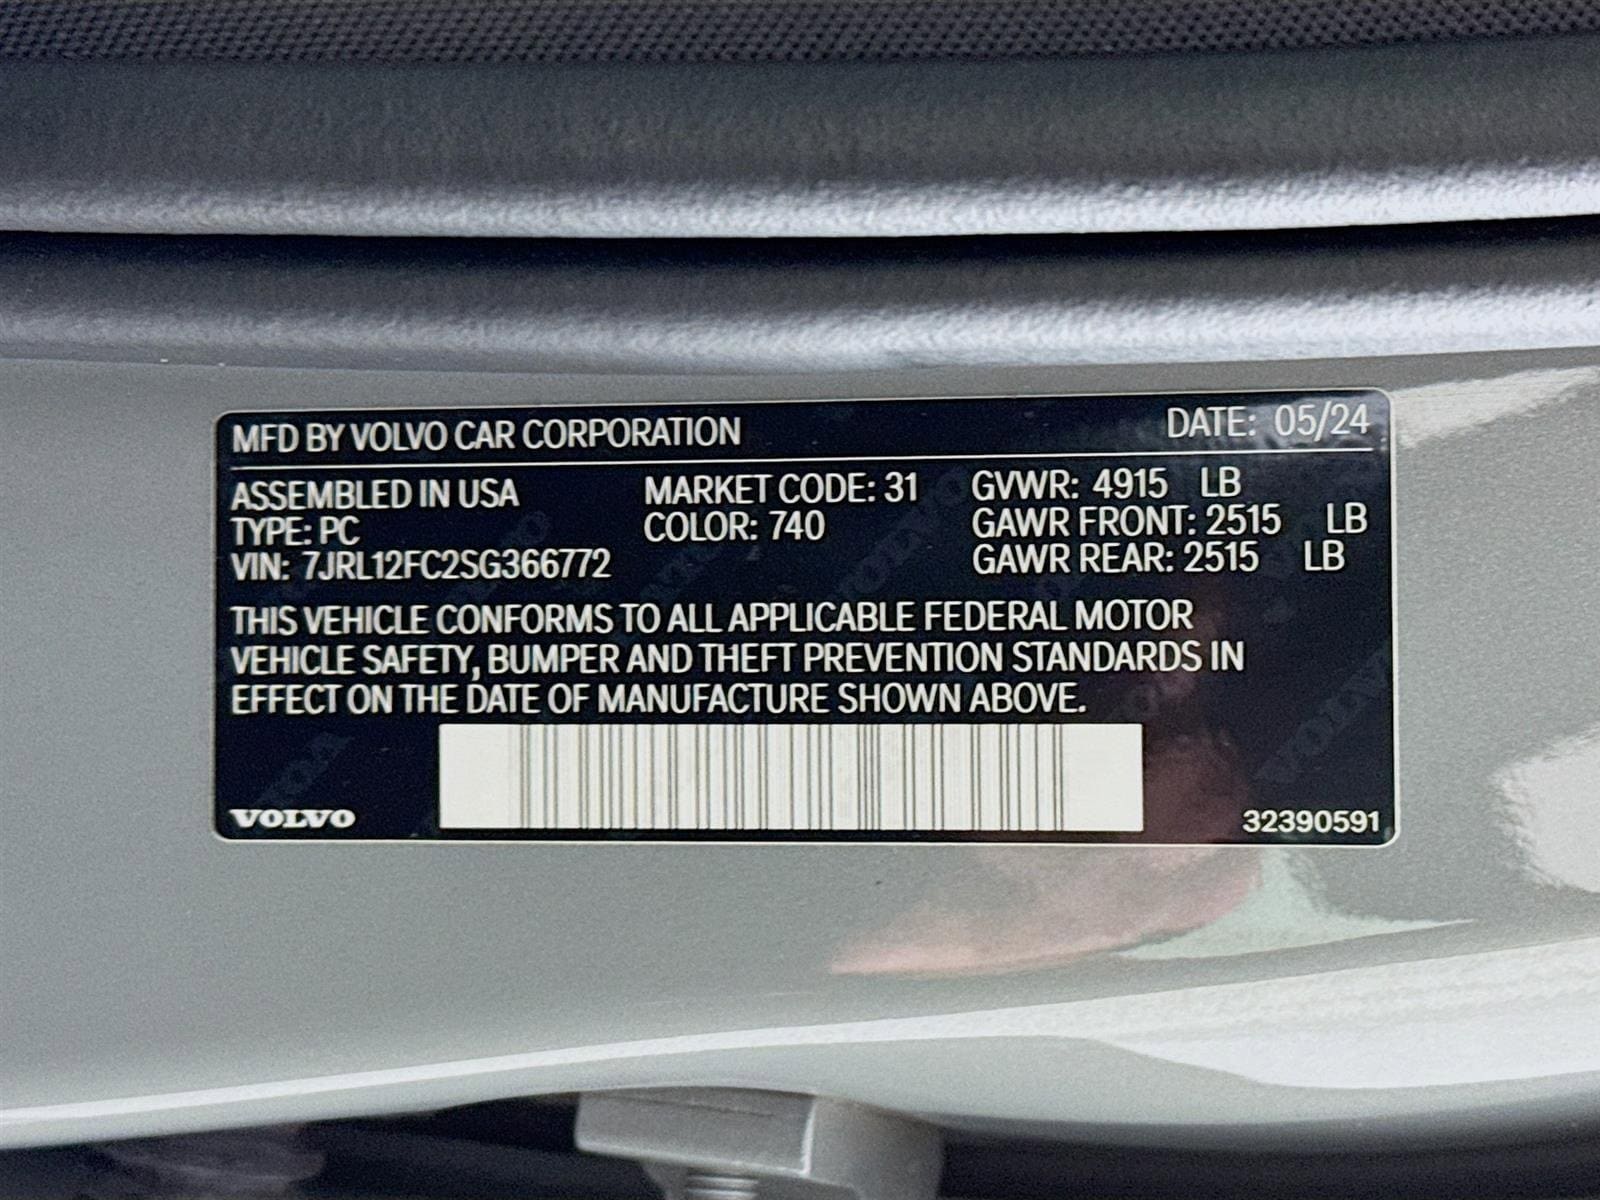 MFD BY VOLVO CAR CORPORATION DATE: 05/24
ASSEMBLED IN USA MARKET CODE: 31 GVWR: 4915 LB
TYPE: PC COLOR: 740 GAWR FRONT: 2515 LB
VIN: 7JRL12FC2SG366772 GAWR REAR: 2515 LB
THIS VEHICLE CONFORMS TO ALL APPLICABLE FEDERAL MOTOR
VEHICLE SAFETY, BUMPER AND THEFT PREVENTION STANDARDS IN
EFFECT ON THE DATE OF MANUFACTURE SHOWN ABOVE.
VOLVO 32390591